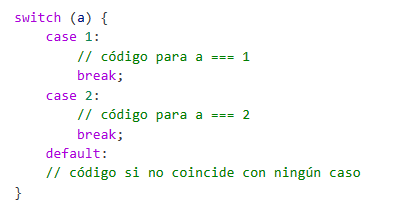 switch (a) {
    case 1:
        // código para a === 1
        break;
    case 2:
        // código para a === 2
        break;
    default:
    // código si no coincide con ningún caso
}